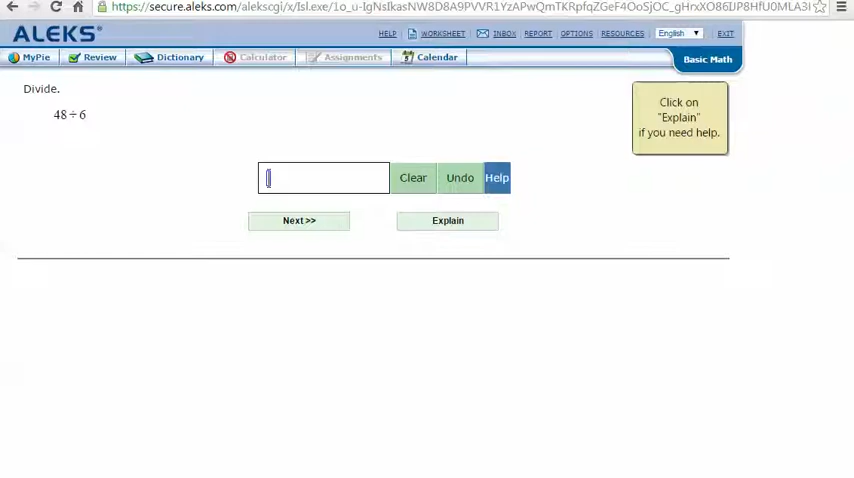 https://secure.aleks.com/alekscgi/x/Isl.exe/1o_u-IgNsIkasNW8D8A9PVVR1YzAPwQmTKRpfqZGeF4OoSjOC_gHrxXO86IJP8HfU0MLA3I
ALEKS®
HELP WORKSHEET INBOX REPORT OPTIONS RESOURCES English EXIT
MyPie Review Dictionary Calculator Assignments Calendar Basic Math
Divide.
48 ÷ 6
Click on
"Explain"
if you need help.
Clear Undo Help
Next >> Explain